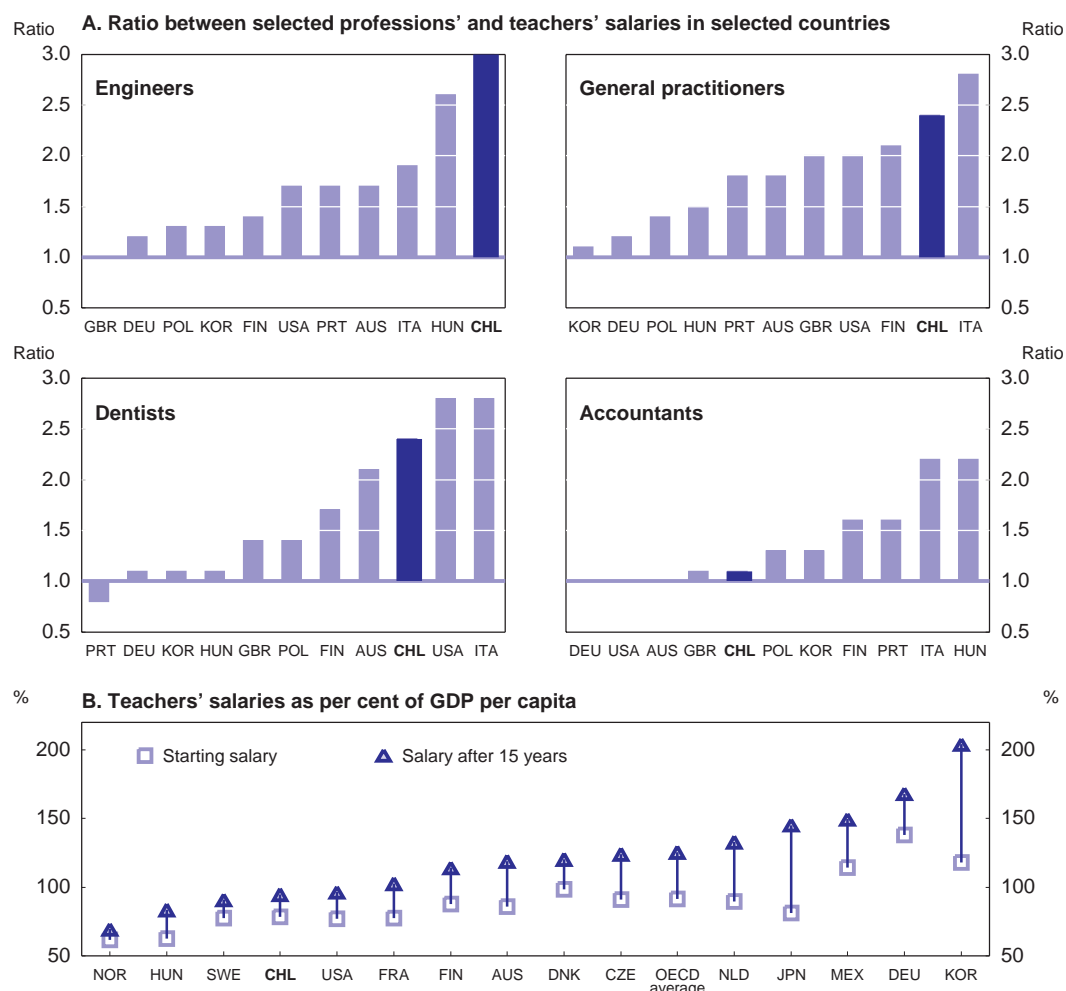 A. Ratio between selected professions’ and teachers’ salaries in selected countries
Ratio
Ratio
3.0
2.5
2.0
1.5
1.0
0.5
Engineers
GBR DEU POL KOR FIN USA PRT AUS ITA HUN CHL
General practitioners
3.0
2.5
2.0
1.5
1.0
0.5
KOR DEU POL HUN PRT AUS GBR USA FIN CHL ITA
Ratio
Ratio
3.0
2.5
2.0
1.5
1.0
0.5
Dentists
PRT DEU KOR HUN GBR POL FIN AUS CHL USA ITA
Accountants
3.0
2.5
2.0
1.5
1.0
0.5
DEU USA AUS GBR CHL POL KOR FIN PRT ITA HUN
%
B. Teachers’ salaries as per cent of GDP per capita
%
Starting salary
Salary after 15 years
200
150
100
50
200
150
100
50
NOR HUN SWE CHL USA FRA FIN AUS DNK CZE OECD NLD JPN MEX DEU KOR
average